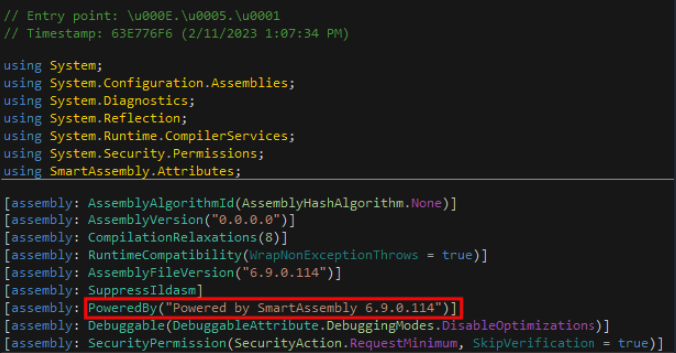 // Entry point: \u000E.\u0005.\u0001
// Timestamp: 63E776F6 (2/11/2023 1:07:34 PM)
using System;
using System.Configuration.Assemblies;
using System.Diagnostics;
using System.Reflection;
using System.Runtime.CompilerServices;
using System.Security.Permissions;
using SmartAssembly.Attributes;
[assembly: AssemblyAlgorithmId(AssemblyHashAlgorithm.None)]
[assembly: AssemblyVersion("0.0.0.0")]
[assembly: CompilationRelaxations(8)]
[assembly: RuntimeCompatibility(WrapNonExceptionThrows = true)]
[assembly: AssemblyFileVersion("6.9.0.114")]
[assembly: SuppressIldasm]
[assembly: PoweredBy("Powered by SmartAssembly 6.9.0.114")]
[assembly: Debuggable(DebuggableAttribute.DebuggingModes.DisableOptimizations)]
[assembly: SecurityPermission(SecurityAction.RequestMinimum, SkipVerification = true)]